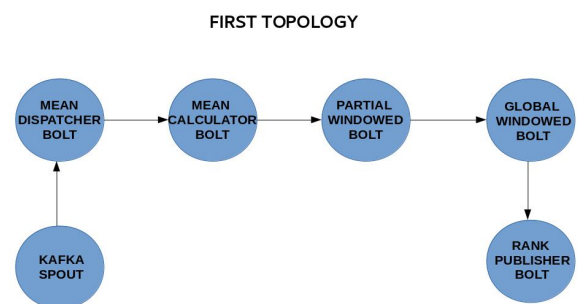 FIRST TOPOLOGY
MEAN
DISPATCHER
BOLT
MEAN
CALCULATOR
BOLT
PARTIAL
WINDOWED
BOLT
GLOBAL
WINDOWED
BOLT
KAFKA
SPOUT
RANK
PUBLISHER
BOLT